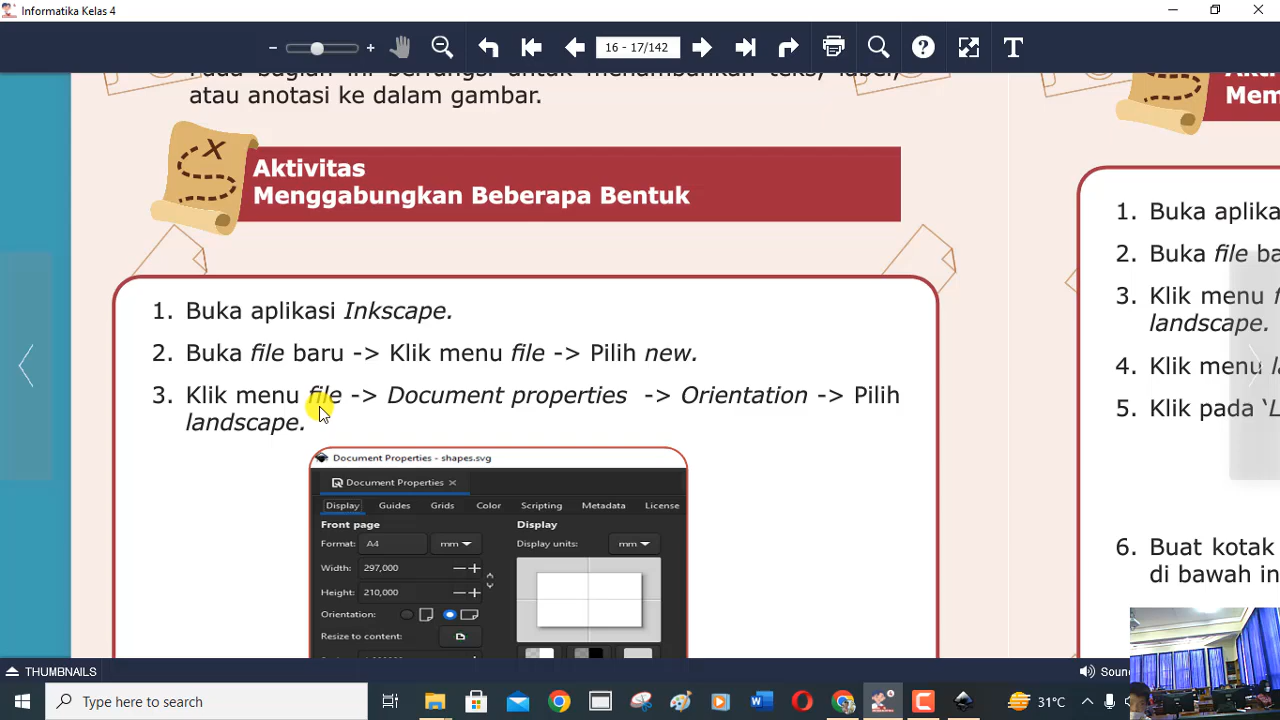 Informatika Kelas 4
16 - 17/142
atau anotasi ke dalam gambar.
Aktivitas
Menggabungkan Beberapa Bentuk
1. Buka aplikasi Inkscape.
2. Buka file baru -> Klik menu file -> Pilih new.
3. Klik menu file -> Document properties -> Orientation -> Pilih
landscape.
Document Properties - shapes.svg
Document Properties
Display Guides Grids Color Scripting Metadata License
Front page
Display
Format: A4 mm
Display units: mm
Width: 297,000
Height: 210,000
Orientation:
Resize to content:
1. Buka
2. Buka file
3. Klik menu
landscape.
4. Klik menu
5. Klik pada
6. Buat kotak
di bawah
THUMBNAILS
Type here to search
31°C